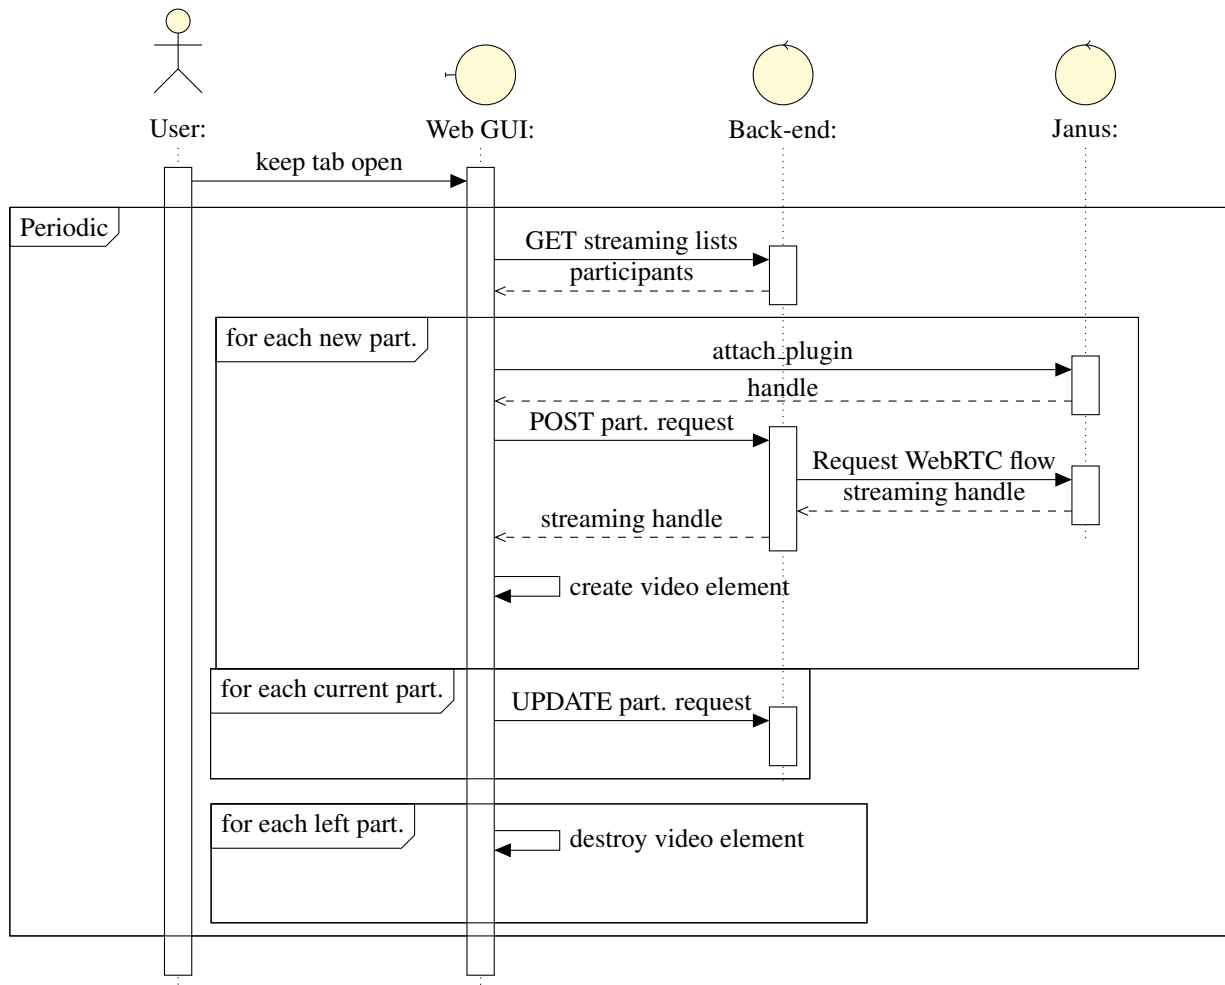 User:
Web GUI:
Back-end:
Janus:
keep tab open
Periodic
GET streaming lists
participants
for each new part.
attach_plugin
handle
POST part. request
Request WebRTC flow
streaming handle
streaming handle
create video element
for each current part.
UPDATE part. request
for each left part.
destroy video element